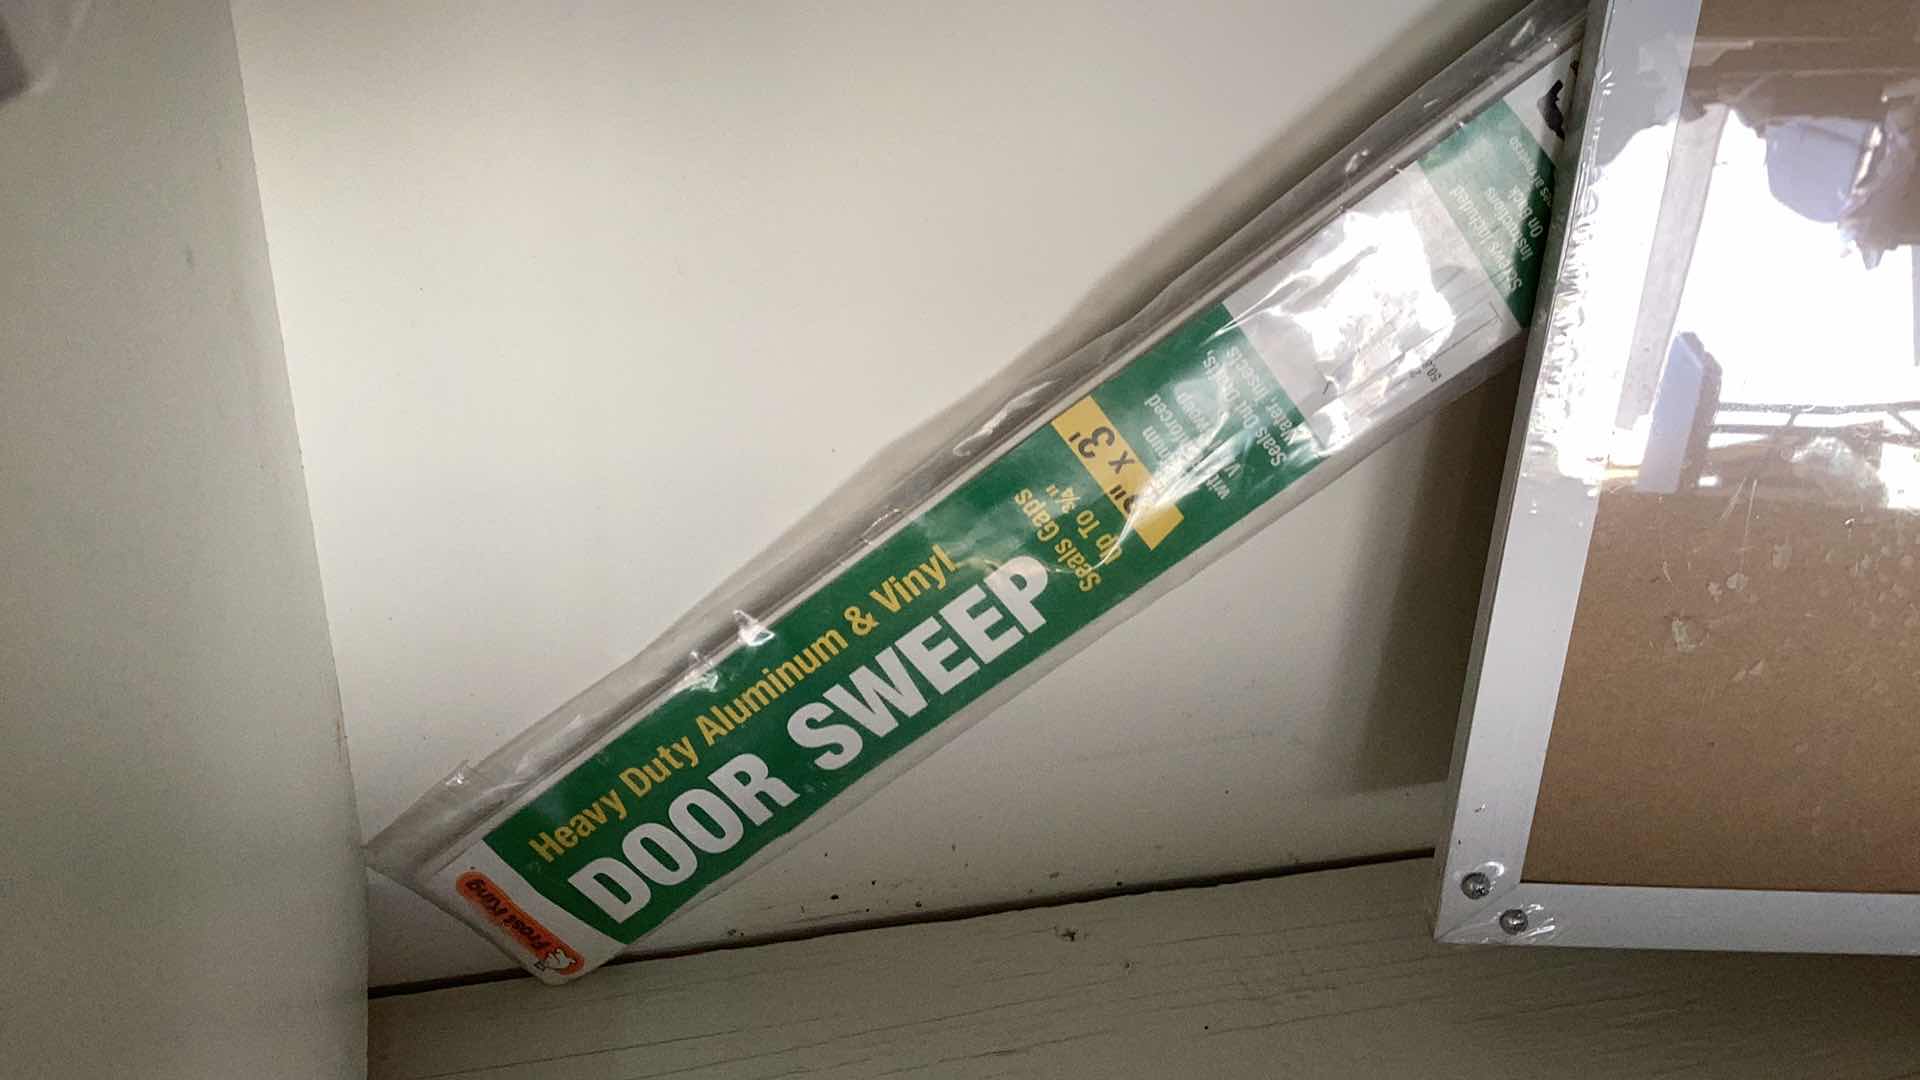 Frost King
Heavy Duty Aluminum & Vinyl
DOOR SWEEP
Seals Gaps
Up To ¾"
x 3'
Seals Out Drafts,
Water, Insects
Included
Instructions
On Back